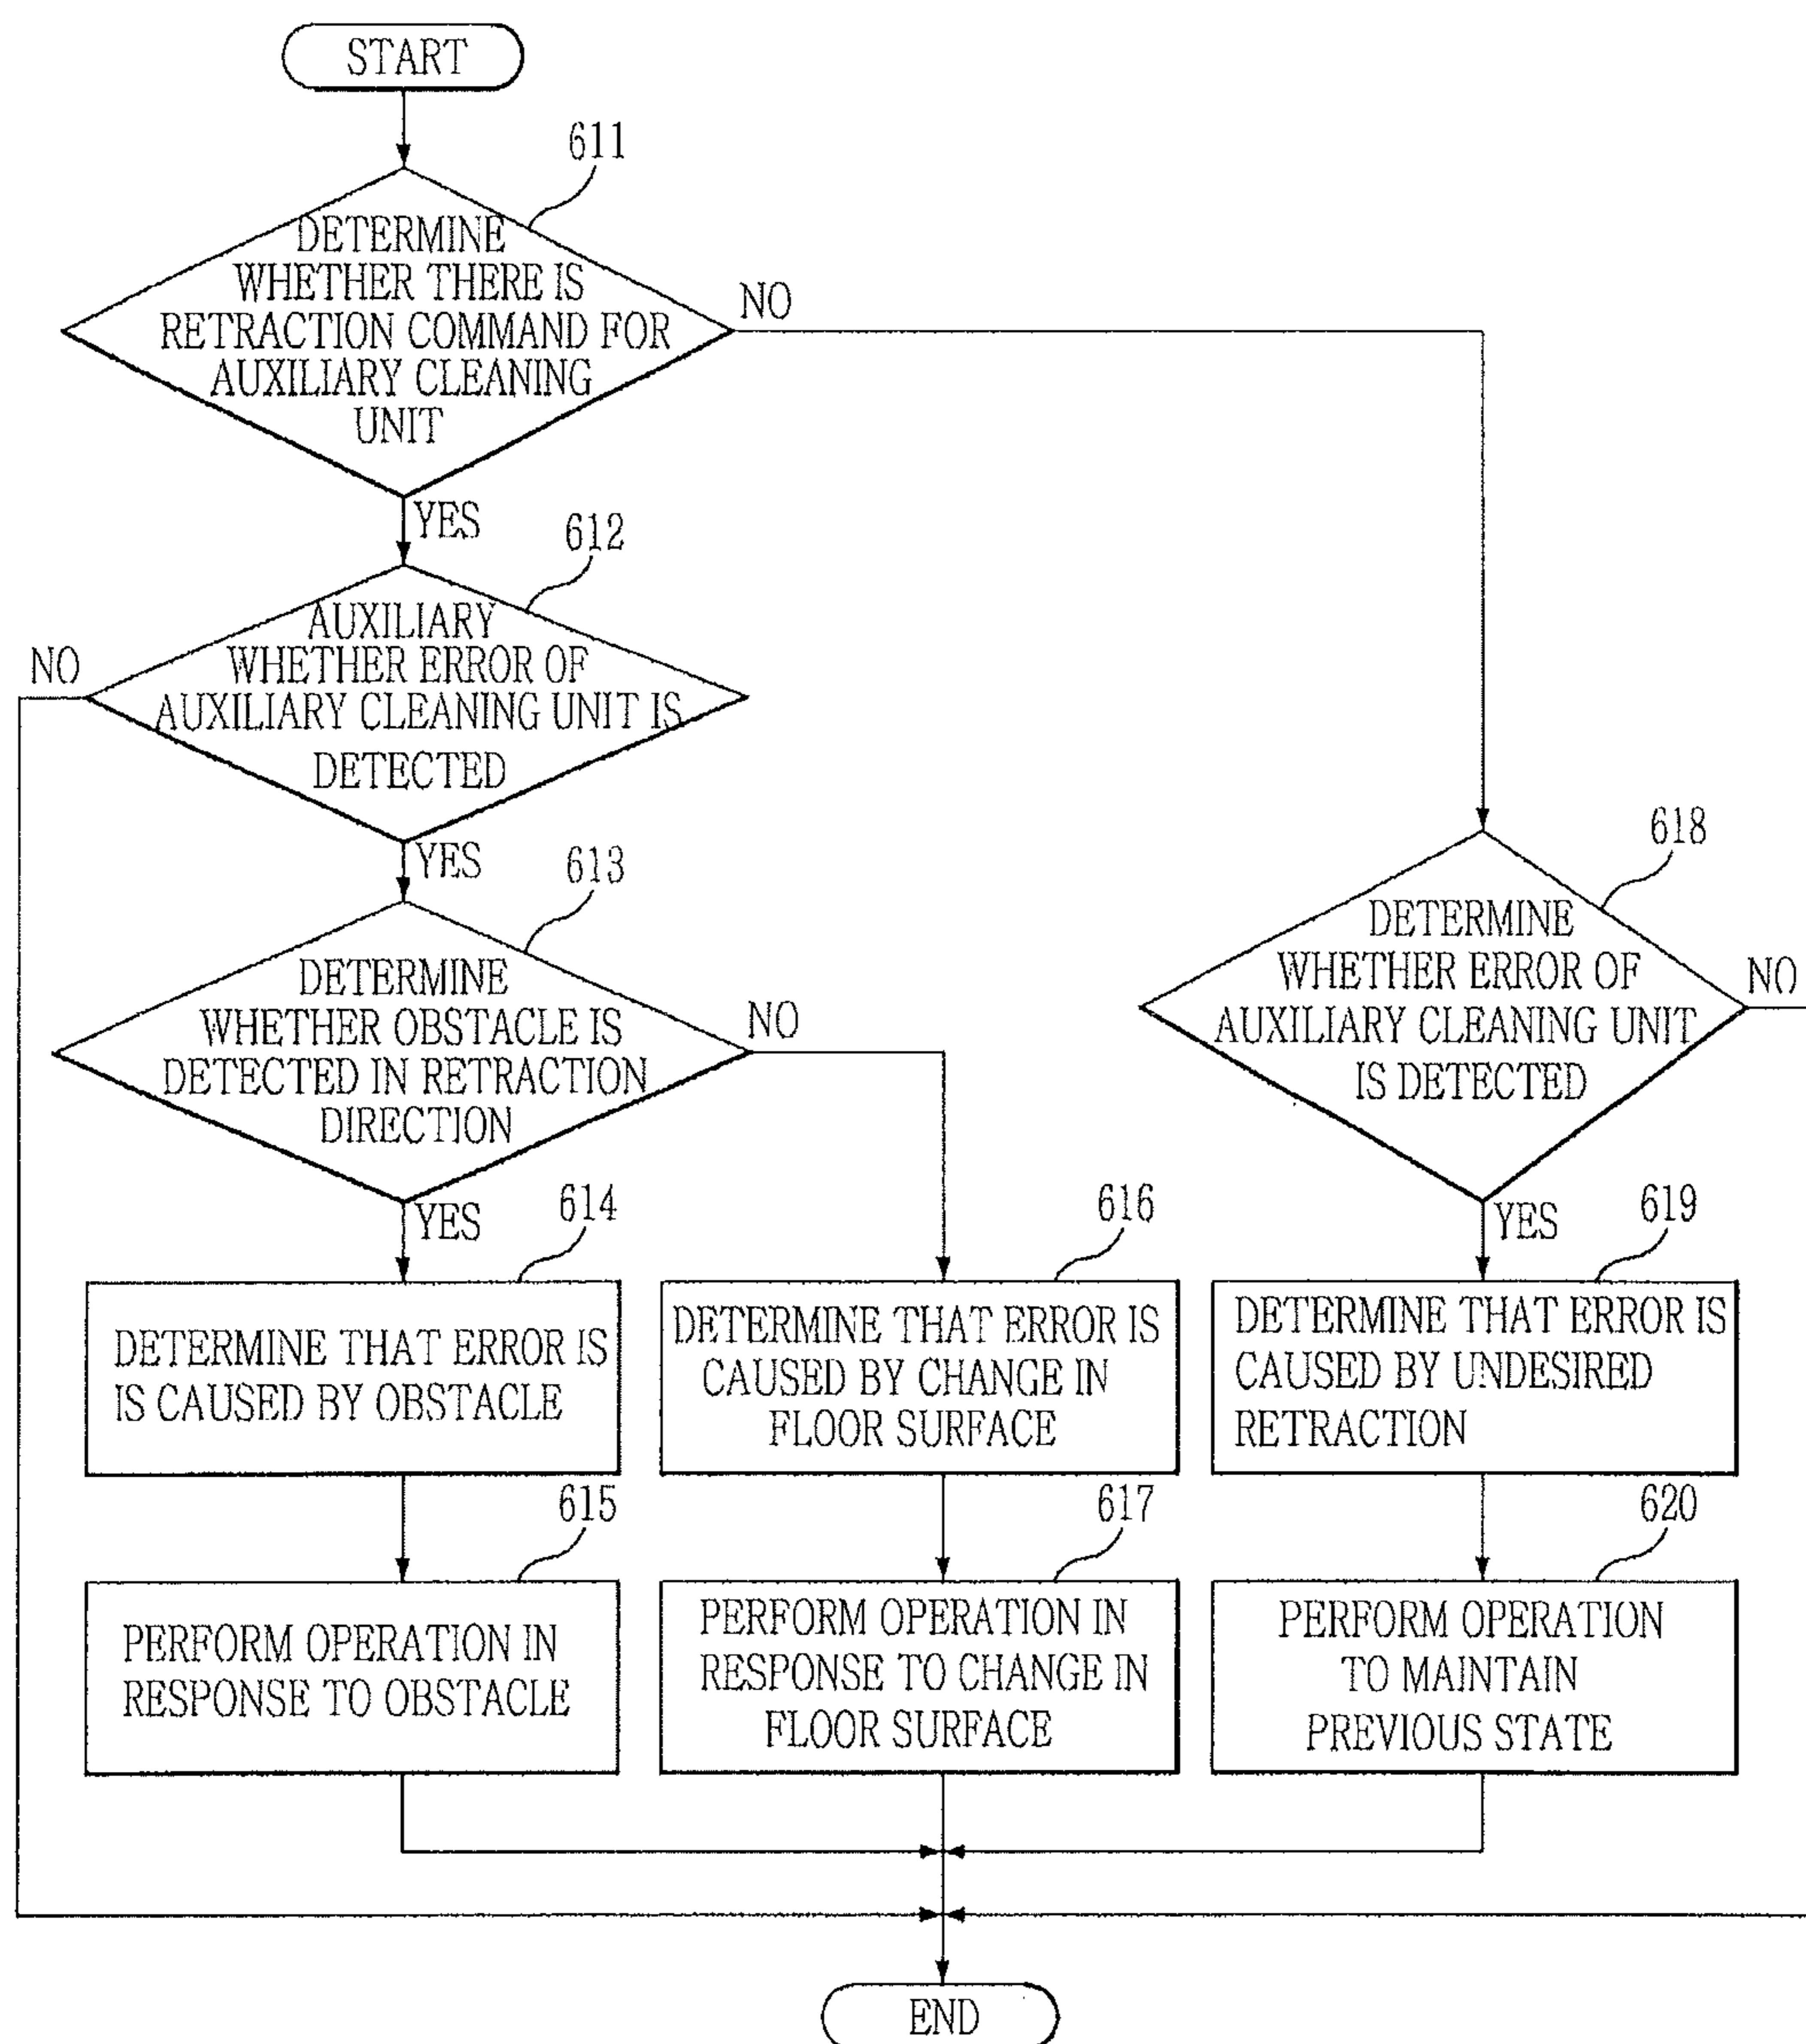 START
611
DETERMINE
WHETHER THERE IS
RETRACTION COMMAND FOR
AUXILIARY CLEANING
UNIT
NO
YES
612
AUXILIARY
WHETHER ERROR OF
AUXILIARY CLEANING UNIT IS
DETECTED
NO
YES
613
DETERMINE
WHETHER OBSTACLE IS
DETECTED IN RETRACTION
DIRECTION
NO
YES
618
DETERMINE
WHETHER ERROR OF
AUXILIARY CLEANING UNIT
IS DETECTED
NO
YES
614
DETERMINE THAT ERROR IS
IS CAUSED BY OBSTACLE
616
DETERMINE THAT ERROR IS
CAUSED BY CHANGE IN
FLOOR SURFACE
619
DETERMINE THAT ERROR IS
CAUSED BY UNDESIRED
RETRACTION
615
PERFORM OPERATION IN
RESPONSE TO OBSTACLE
617
PERFORM OPERATION IN
RESPONSE TO CHANGE IN
FLOOR SURFACE
620
PERFORM OPERATION
TO MAINTAIN
PREVIOUS STATE
END